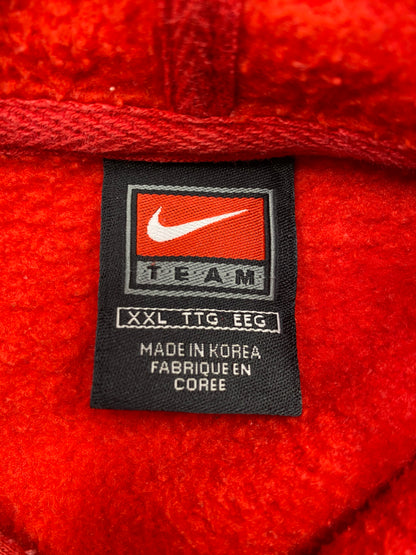 TEAM
XXL TTG EEG
MADE IN KOREA
FABRIQUE EN
COREE